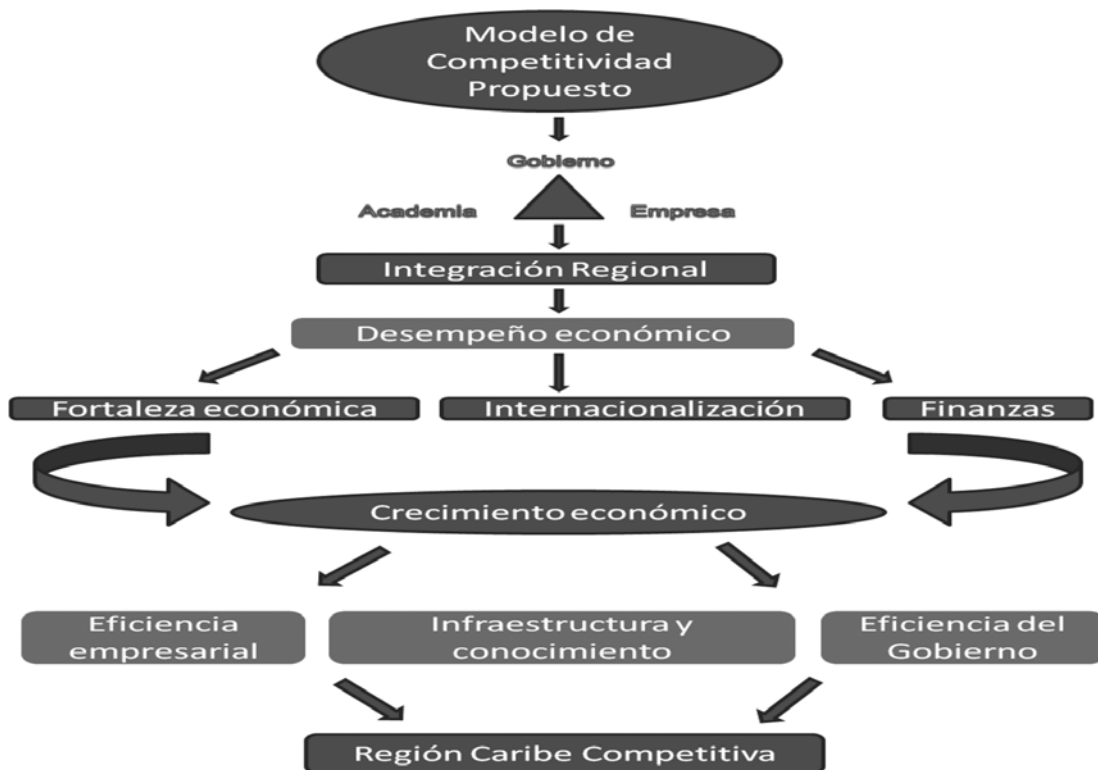 Modelo de
Competitividad
Propuesto
Gobierno
Academia
Empresa
Integración Regional
Desempeño económico
Fortaleza económica
Internacionalización
Finanzas
Crecimiento económico
Eficiencia
empresarial
Infraestructura y
conocimiento
Eficiencia del
Gobierno
Región Caribe Competitiva